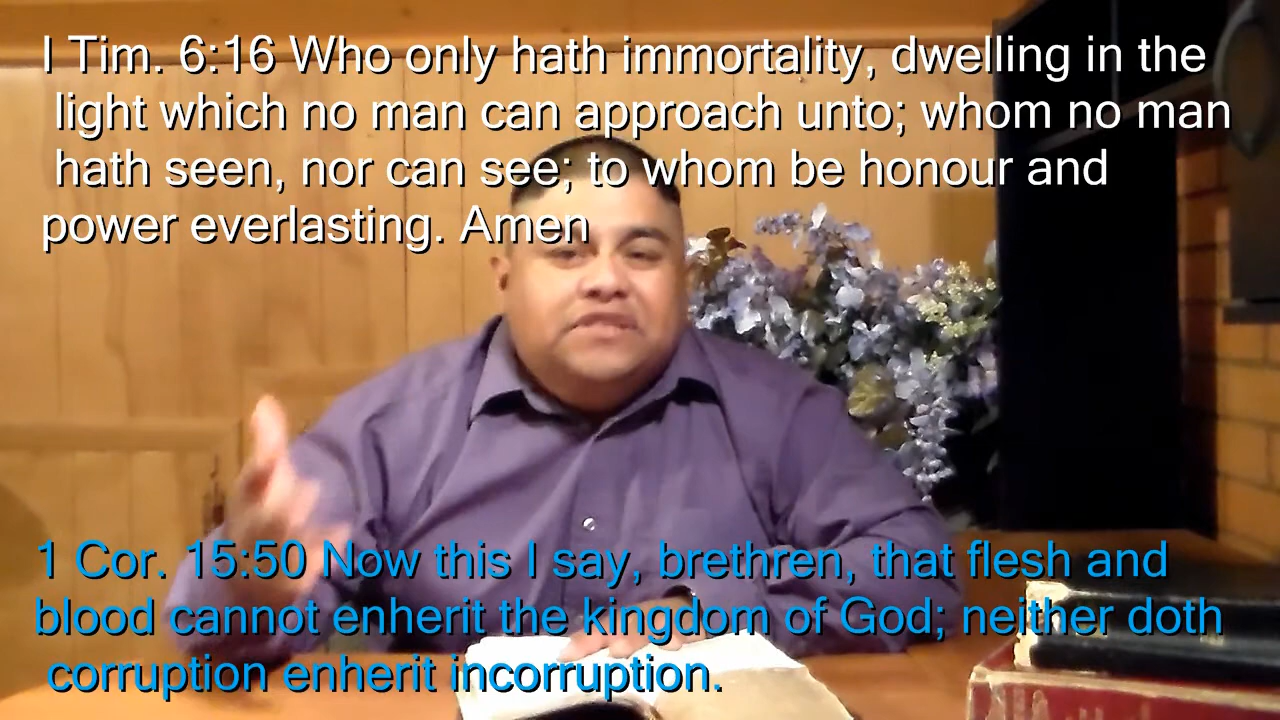 I Tim. 6:16 Who only hath immortality, dwelling in the
light which no man can approach unto; whom no man
hath seen, nor can see; to whom be honour and
power everlasting. Amen
1 Cor. 15:50 Now this I say, brethren, that flesh and
blood cannot enherit the kingdom of God; neither doth
corruption enherit incorruption.